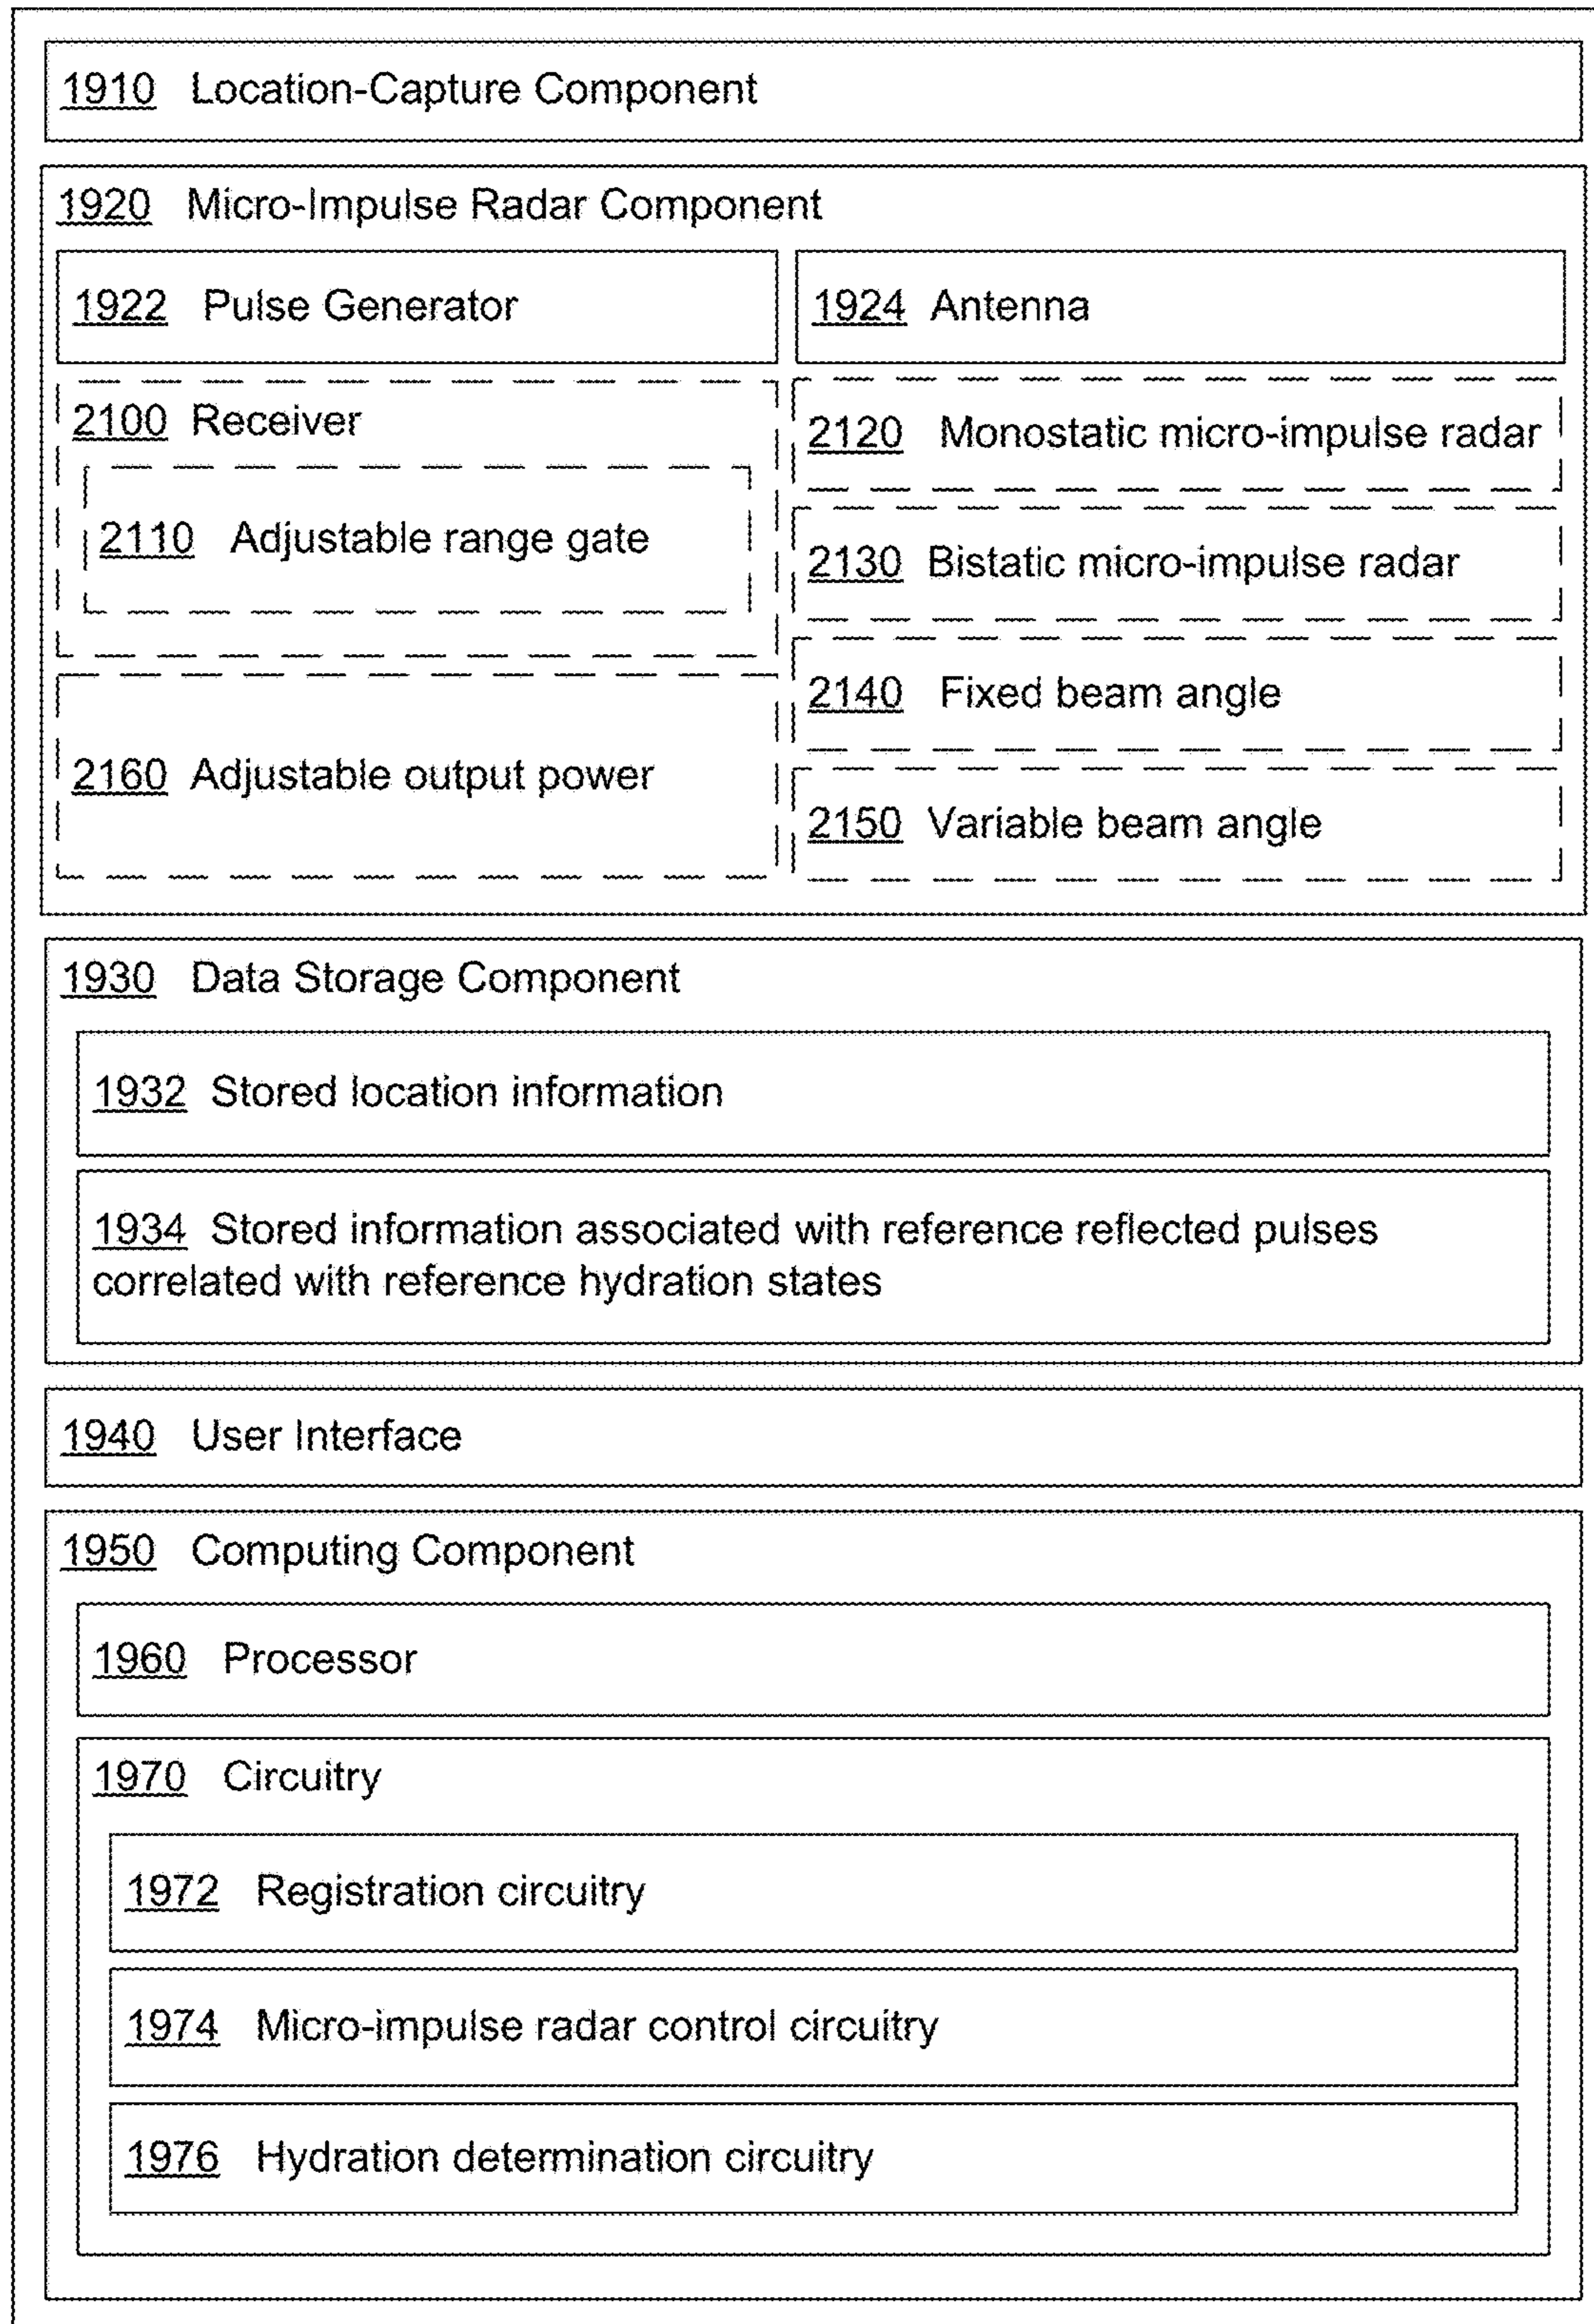 1910 Location-Capture Component
1920 Micro-Impulse Radar Component
1922 Pulse Generator
1924 Antenna
2100 Receiver
2110 Adjustable range gate
2160 Adjustable output power
2120 Monostatic micro-impulse radar
2130 Bistatic micro-impulse radar
2140 Fixed beam angle
2150 Variable beam angle
1930 Data Storage Component
1932 Stored location information
1934 Stored information associated with reference reflected pulses
correlated with reference hydration states
1940 User Interface
1950 Computing Component
1960 Processor
1970 Circuitry
1972 Registration circuitry
1974 Micro-impulse radar control circuitry
1976 Hydration determination circuitry